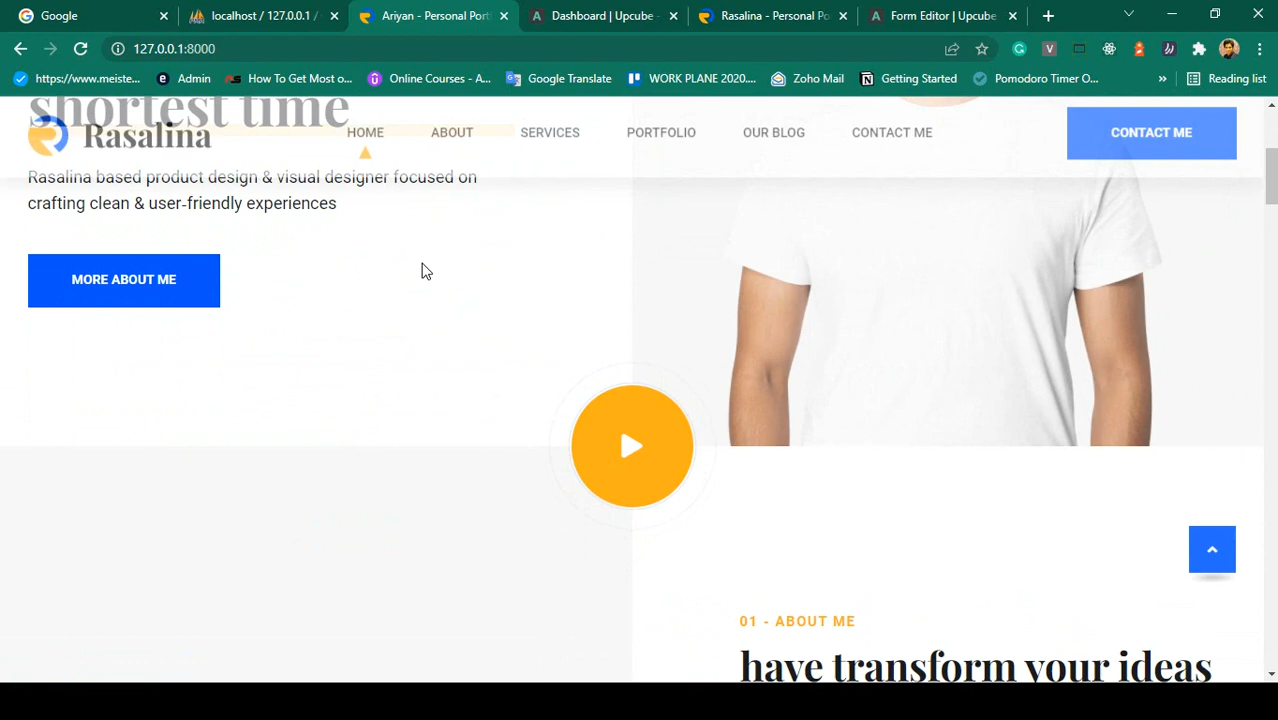 Google
localhost / 127.0.0.1 /
Ariyan - Personal Port
Dashboard | Upcube -
Rasalina - Personal Po
Form Editor | Upcube
127.0.0.1:8000
https://www.meiste...
Admin
How To Get Most o...
Online Courses - A...
Google Translate
WORK PLANE 2020....
Zoho Mail
Getting Started
Pomodoro Timer O...
»
Reading list
shortest time
Rasalina
HOME
ABOUT
SERVICES
PORTFOLIO
OUR BLOG
CONTACT ME
CONTACT ME
Rasalina based product design & visual designer focused on
crafting clean & user-friendly experiences
MORE ABOUT ME
01 - ABOUT ME
have transform your ideas